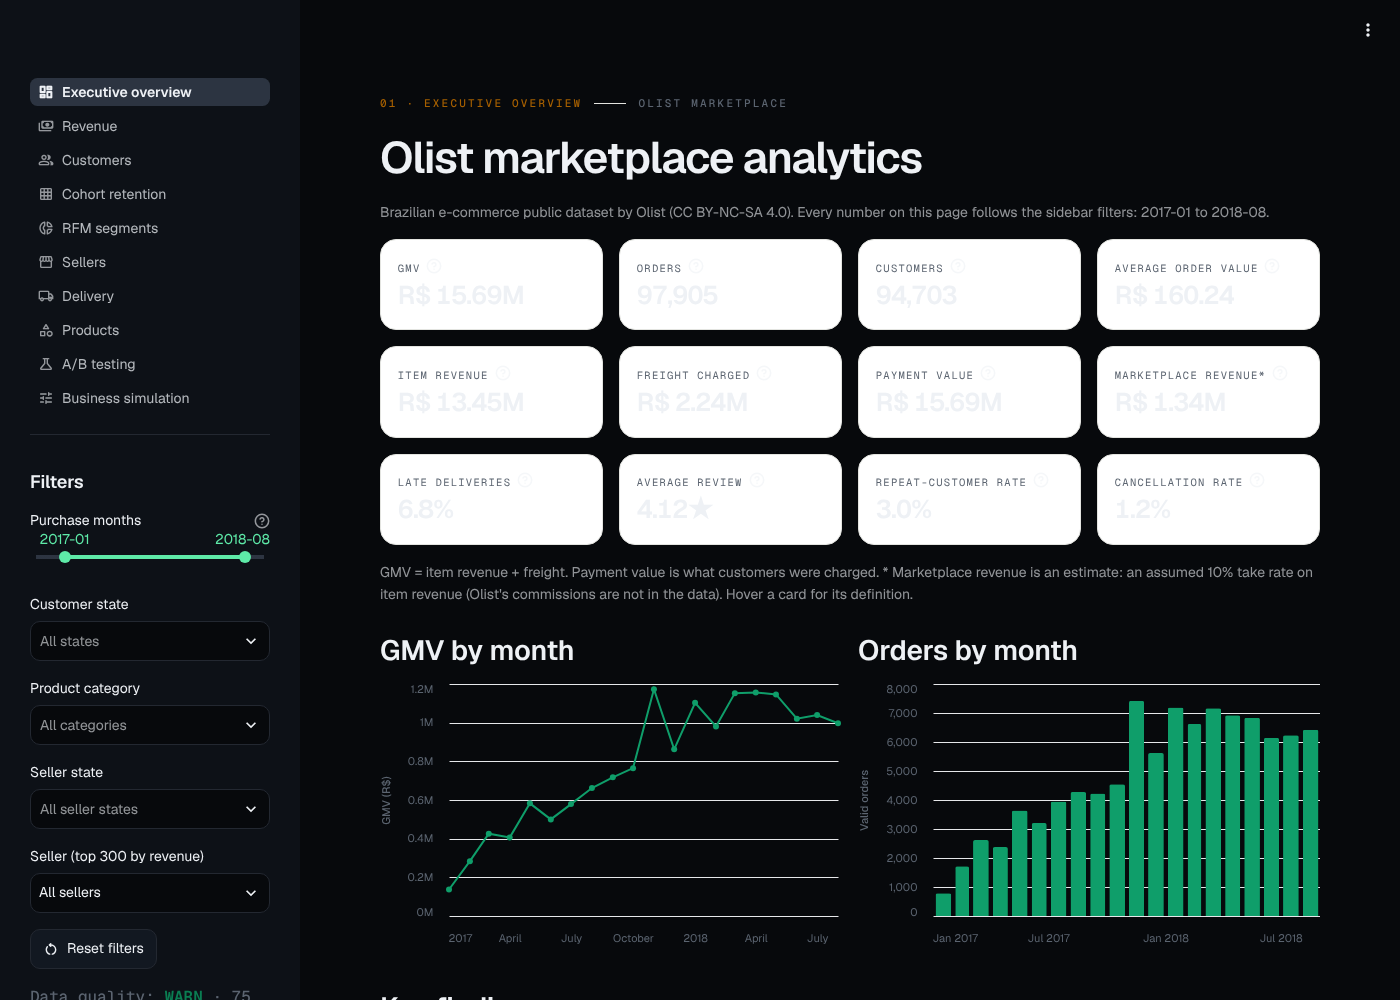 Executive overview
Revenue
Customers
Cohort retention
RFM segments
Sellers
Delivery
Products
A/B testing
Business simulation
Filters
Purchase months
2017-01 2018-08
Customer state
All states
Product category
All categories
Seller state
All seller states
Seller (top 300 by revenue)
All sellers
Reset filters
Data quality: WARN · 75
01 · EXECUTIVE OVERVIEW OLIST MARKETPLACE
Olist marketplace analytics
Brazilian e-commerce public dataset by Olist (CC BY-NC-SA 4.0). Every number on this page follows the sidebar filters: 2017-01 to 2018-08.
GMV
R$ 15.69M
ORDERS
97,905
CUSTOMERS
94,703
AVERAGE ORDER VALUE
R$ 160.24
ITEM REVENUE
R$ 13.45M
FREIGHT CHARGED
R$ 2.24M
PAYMENT VALUE
R$ 15.69M
MARKETPLACE REVENUE*
R$ 1.34M
LATE DELIVERIES
6.8%
AVERAGE REVIEW
4.12★
REPEAT-CUSTOMER RATE
3.0%
CANCELLATION RATE
1.2%
GMV = item revenue + freight. Payment value is what customers were charged. * Marketplace revenue is an estimate: an assumed 10% take rate on
item revenue (Olist's commissions are not in the data). Hover a card for its definition.
GMV by month
1.2M
1M
0.8M
0.6M
0.4M
0.2M
0M
GMV (R$)
2017 April July October 2018 April July
Orders by month
8,000
7,000
6,000
5,000
4,000
3,000
2,000
1,000
0
Valid orders
Jan 2017 Jul 2017 Jan 2018 Jul 2018